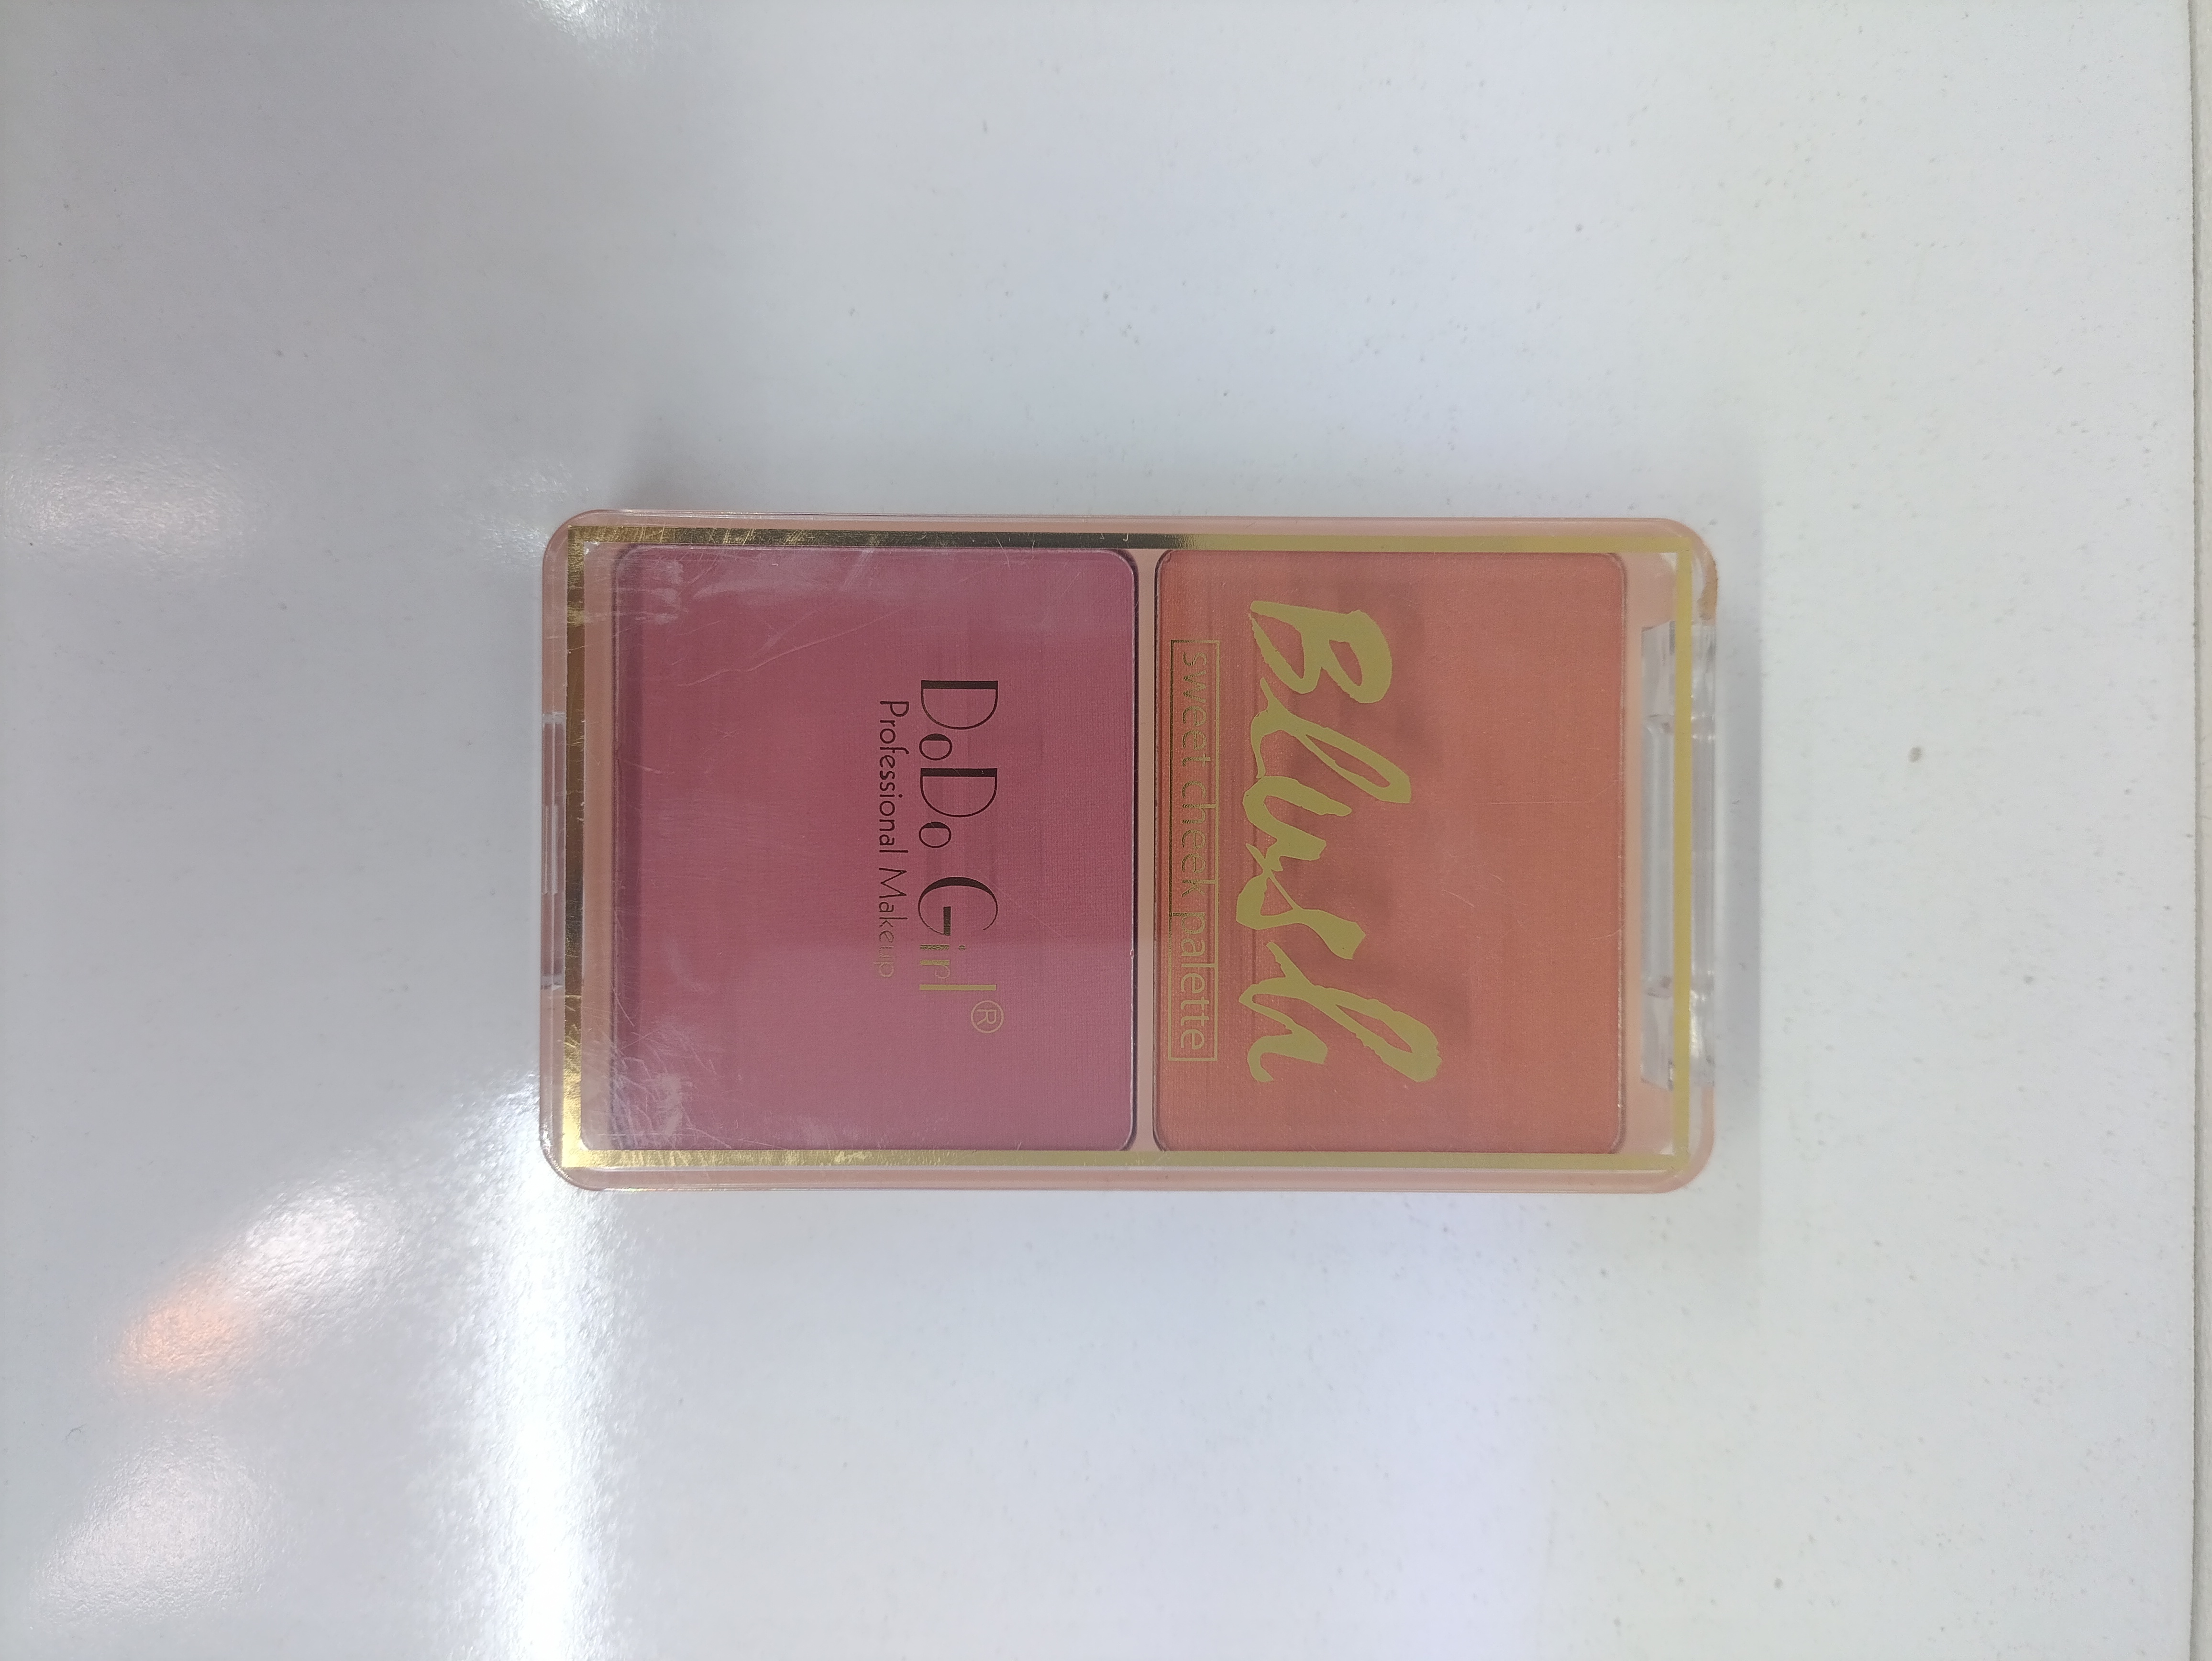 Blush
sweet cheek palette
DoDo Girl®
Professional Makeup